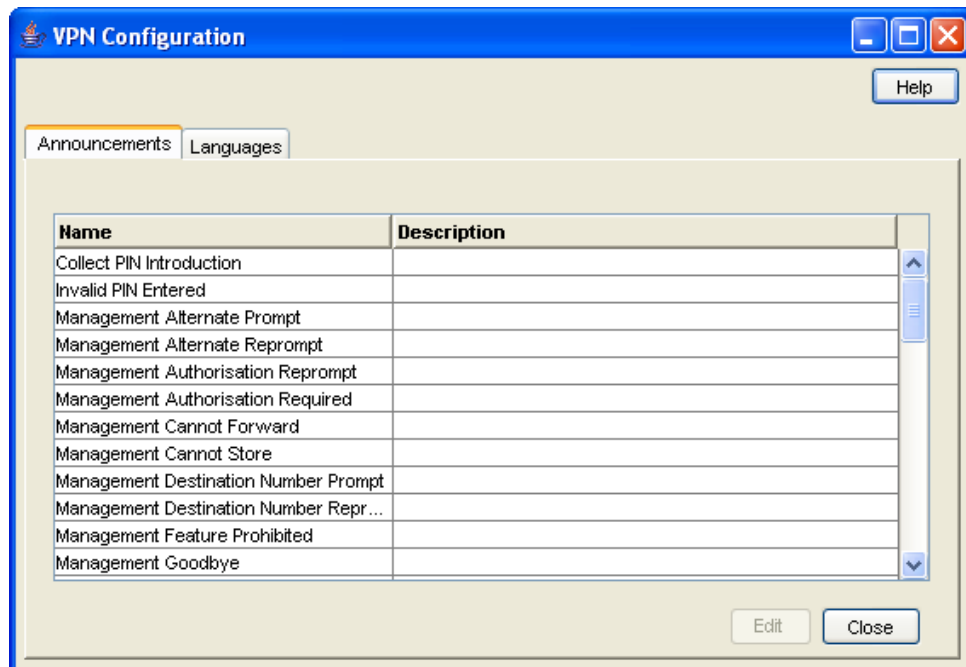 VPN Configuration
Help
Announcements Languages
Name Description
Collect PIN Introduction
Invalid PIN Entered
Management Alternate Prompt
Management Alternate Reprompt
Management Authorisation Reprompt
Management Authorisation Required
Management Cannot Forward
Management Cannot Store
Management Destination Number Prompt
Management Destination Number Repr...
Management Feature Prohibited
Management Goodbye
Edit Close